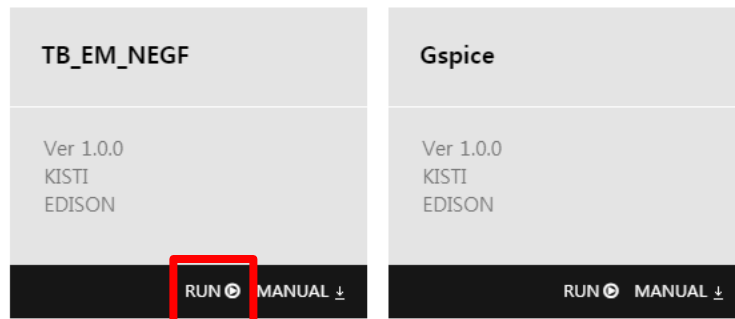 TB_EM_NEGF
Ver 1.0.0
KISTI
EDISON
RUN MANUAL
Gspice
Ver 1.0.0
KISTI
EDISON
RUN MANUAL